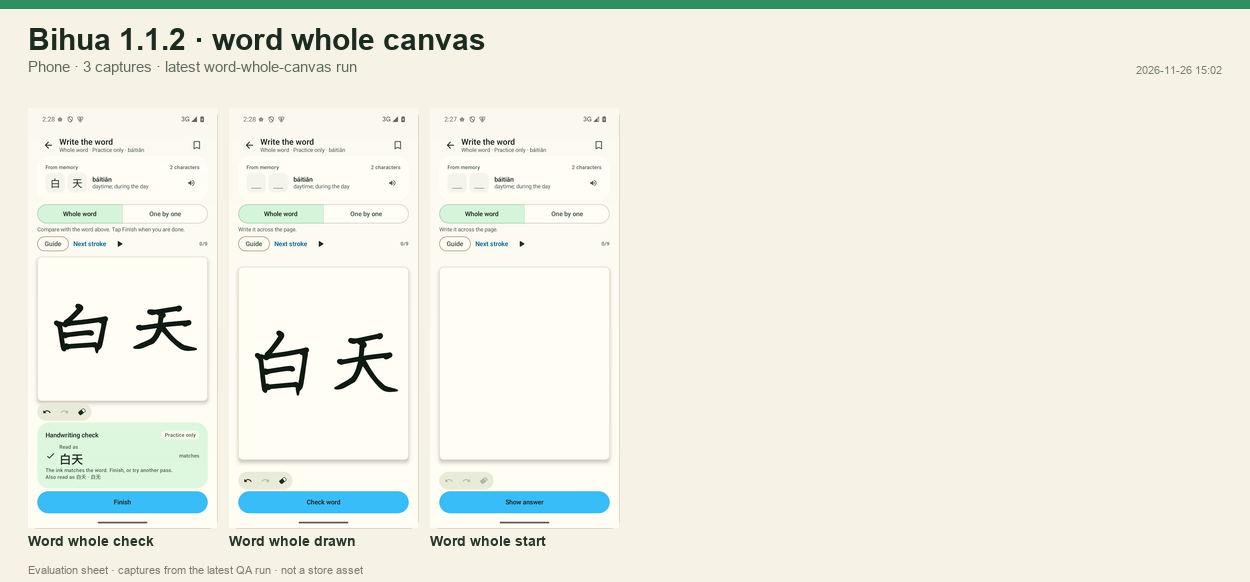 Bihua 1.1.2 · word whole canvas
Phone · 3 captures · latest word-whole-canvas run
2026-11-26 15:02
2:28
3G
Write the word
Whole word · Practice only · báitiān
From memory
2 characters
白 天
báitiān
daytime; during the day
Whole word
One by one
Compare with the word above. Tap Finish when you are done.
Guide
Next stroke
0/9
白 天
Handwriting check
Practice only
Read as
白天
matches
The ink matches the word. Finish, or try another pass.
Also read as 白天 · 白天
Finish
Word whole check
2:28
3G
Write the word
Whole word · Practice only · báitiān
From memory
2 characters
báitiān
daytime; during the day
Whole word
One by one
Write it across the page.
Guide
Next stroke
0/9
白 天
Check word
Word whole drawn
2:27
3G
Write the word
Whole word · Practice only · báitiān
From memory
2 characters
báitiān
daytime; during the day
Whole word
One by one
Write it across the page.
Guide
Next stroke
0/9
Show answer
Word whole start
Evaluation sheet · captures from the latest QA run · not a store asset